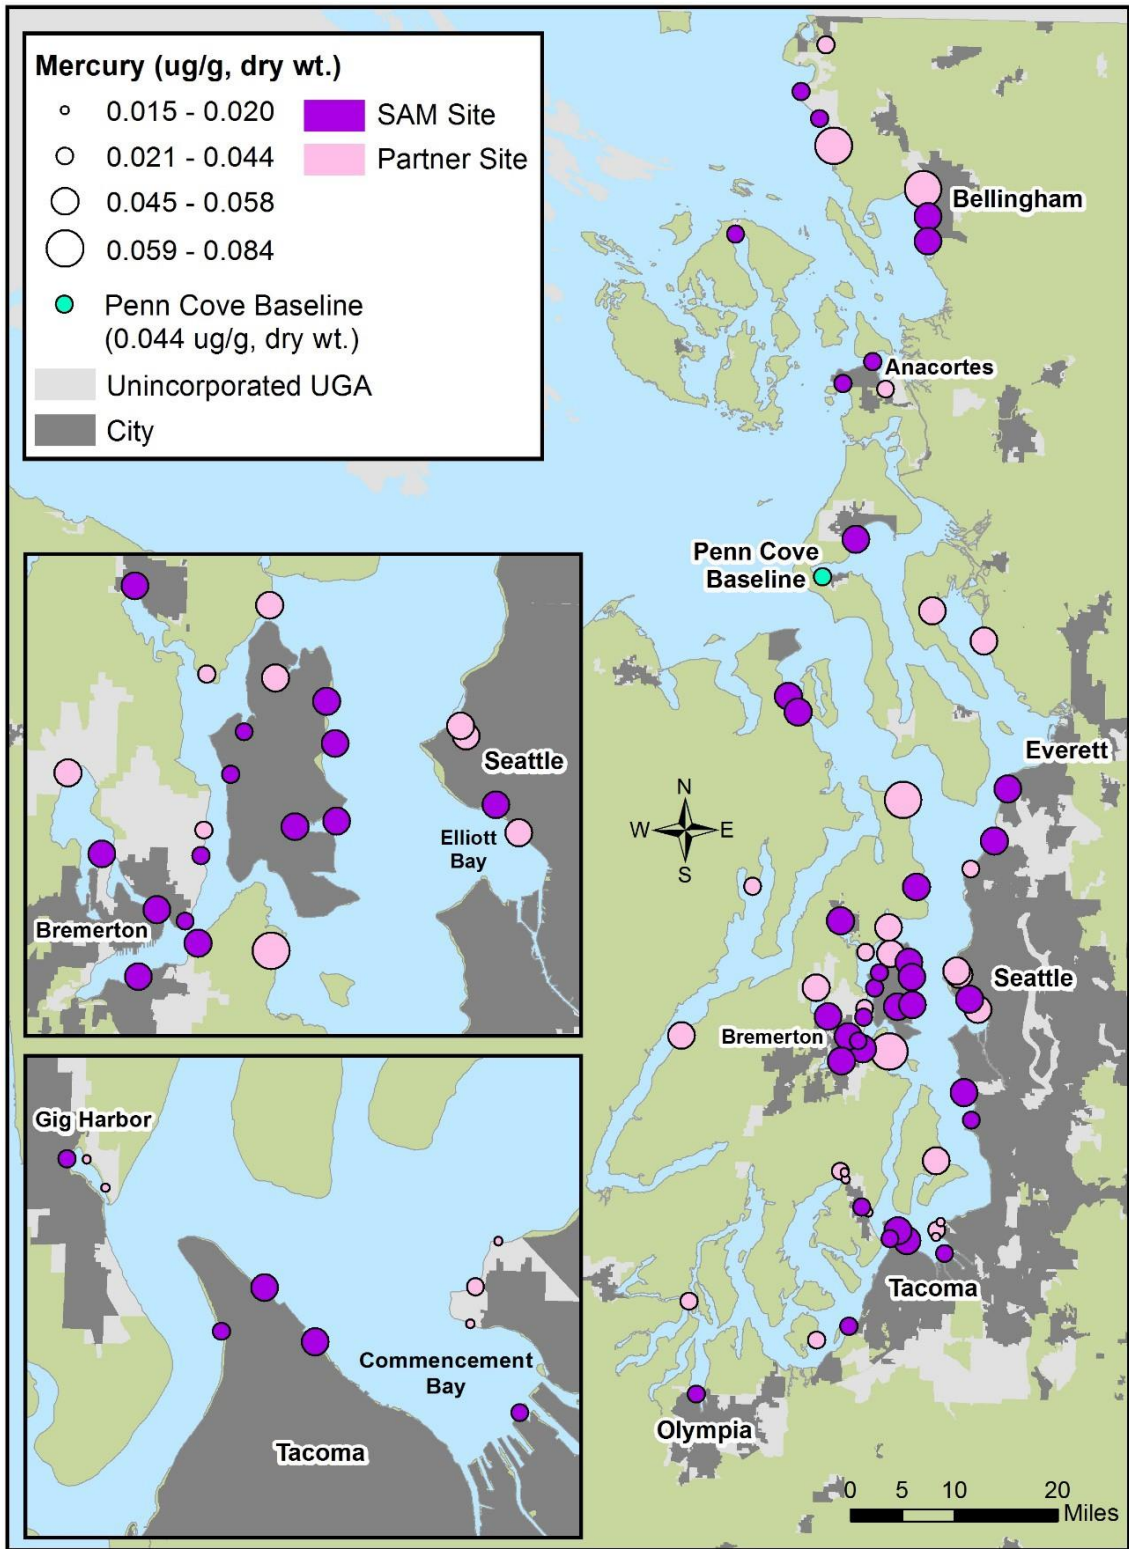 Mercury (ug/g, dry wt.)
0.015 - 0.020
0.021 - 0.044
0.045 - 0.058
0.059 - 0.084
SAM Site
Partner Site
Penn Cove Baseline
(0.044 ug/g, dry wt.)
Unincorporated UGA
City
Bellingham
Anacortes
Penn Cove
Baseline
Everett
N
W
E
S
Seattle
Bremerton
Tacoma
Olympia
0 5 10 20
Miles
Seattle
Elliott
Bay
Bremerton
Gig Harbor
Commencement
Bay
Tacoma